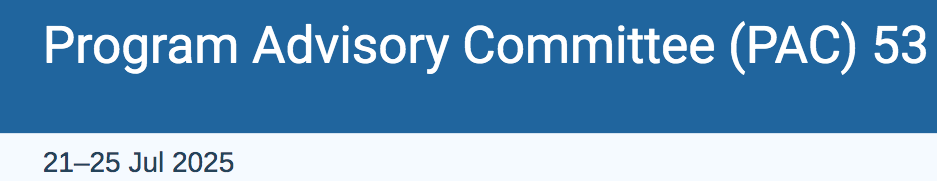 Program Advisory Committee (PAC) 53
21–25 Jul 2025